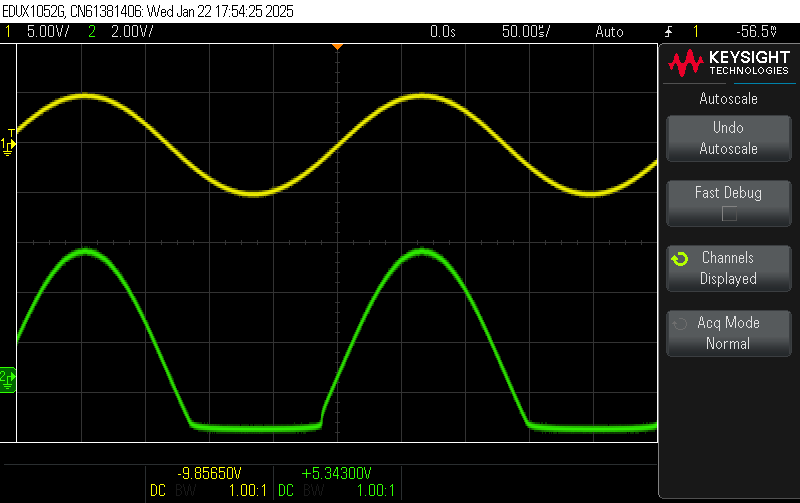 EDUX1052G, CN61381406: Wed Jan 22 17:54:25 2025
1 5.00V/ 2 2.00V/ 0.0s 50.00µs/ Auto 1 -56.5mV
KEYSIGHT
TECHNOLOGIES
Autoscale
Undo
Autoscale
Fast Debug
Channels
Displayed
Acq Mode
Normal
T
1
2
-9.85650V +5.34300V
DC BW 1.00:1 DC BW 1.00:1